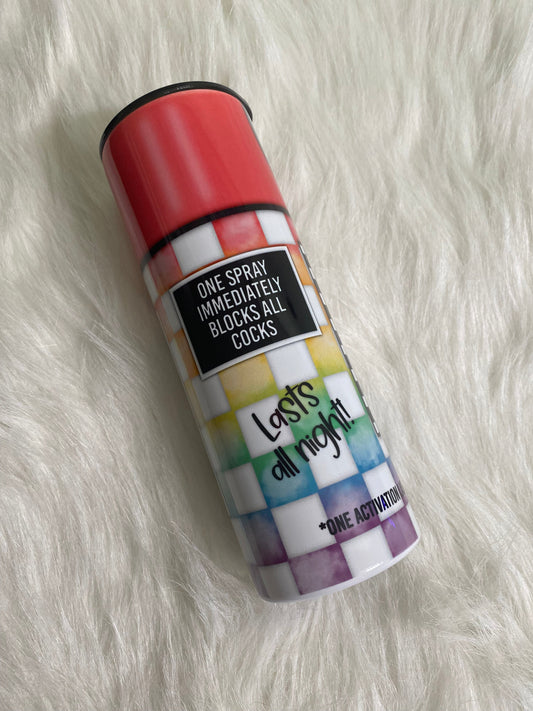 ONE SPRAY
IMMEDIATELY
BLOCKS ALL
COCKS
Lasts
all night!
*ONE ACTIVATION